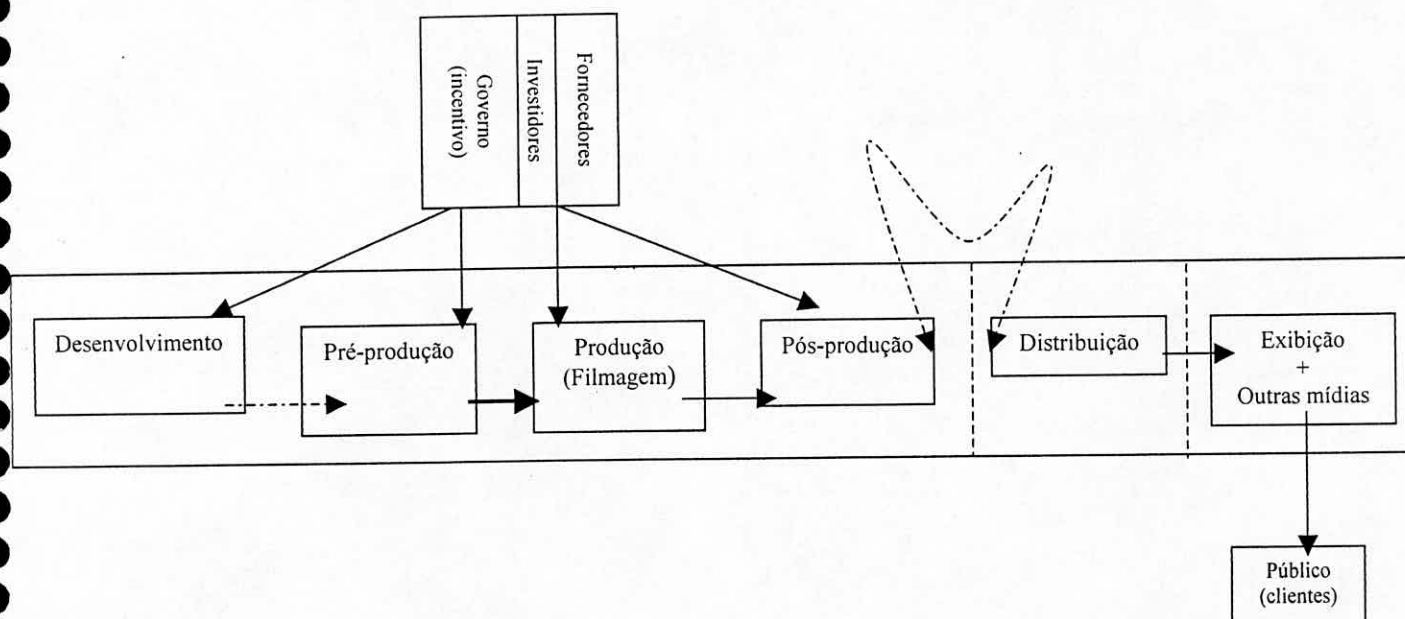 Governo
(incentivo)
Investidores
Fornecedores
Desenvolvimento
Pré-produção
Produção
(Filmagem)
Pós-produção
Distribuição
Exibição
+
Outras mídias
Público
(clientes)